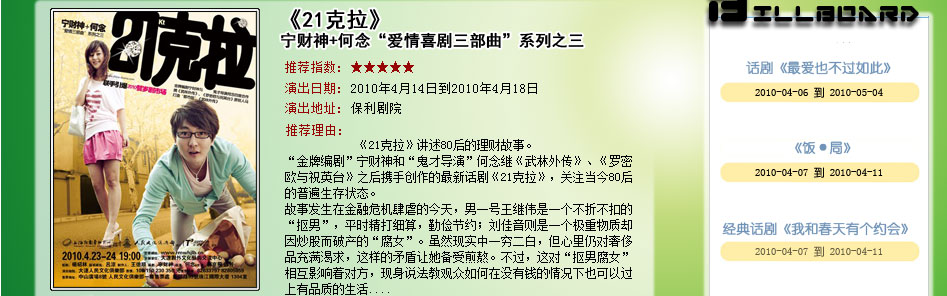 宁财神+何念
"爱情喜剧三部曲"系列之三
21克拉
Kt
2010.4.23-24 19:00
《21克拉》
宁财神+何念“爱情喜剧三部曲”系列之三
推荐指数：★★★★★
演出日期：2010年4月14日到2010年4月18日
演出地址：保利剧院
推荐理由：
《21克拉》讲述80后的理财故事。
“金牌编剧”宁财神和“鬼才导演”何念继《武林外传》、《罗密
欧与祝英台》之后携手创作的最新话剧《21克拉》，关注当今80后
的普遍生存状态。
故事发生在金融危机肆虐的今天，男一号王继伟是一个不折不扣的
“抠男”，平时精打细算，勤俭节约；刘佳音则是一个极重物质却
因炒股而破产的“腐女”。虽然现实中一穷二白，但心里仍对奢侈
品充满渴求，这样的矛盾让她备受煎熬。不过，这对“抠男腐女”
相互影响着对方，现身说法教观众如何在没有钱的情况下也可以过
上有品质的生活....
BILLBOARD
话剧《最爱也不过如此》
2010-04-06 到 2010-05-04
《饭●局》
2010-04-07 到 2010-04-11
经典话剧《我和春天有个约会》
2010-04-07 到 2010-04-11